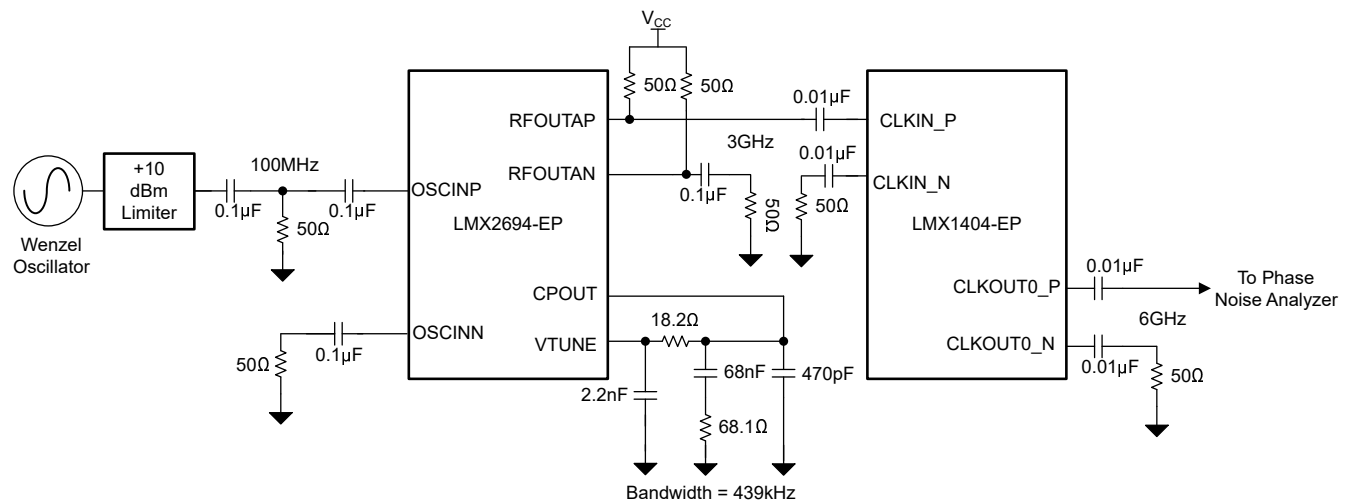 V_CC
50Ω
50Ω
0.01µF
RFOUTAP
CLKIN_P
3GHz
0.01µF
+10
dBm
Limiter
100MHz
RFOUTAN
CLKIN_N
0.1µF
0.1µF
OSCINP
0.1µF
50Ω
50Ω
50Ω
LMX2694-EP
LMX1404-EP
Wenzel
Oscillator
0.01µF
CLKOUT0_P
To Phase
Noise Analyzer
CPOUT
18.2Ω
6GHz
OSCINN
VTUNE
CLKOUT0_N
0.1µF
50Ω
0.01µF
50Ω
2.2nF
68nF
470pF
68.1Ω
Bandwidth = 439kHz